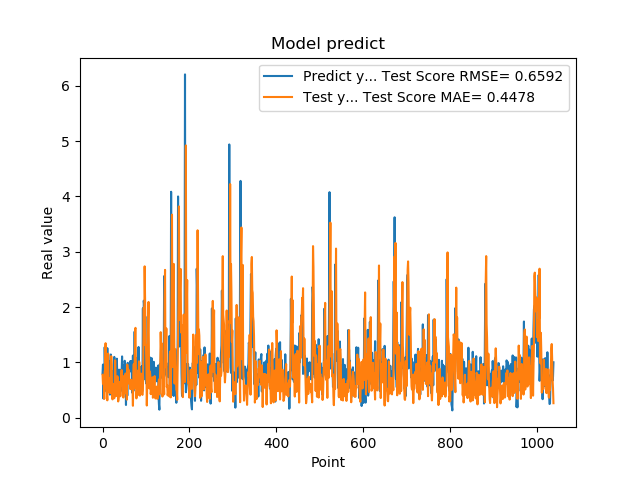 Model predict
Predict y... Test Score RMSE= 0.6592
Test y... Test Score MAE= 0.4478
Real value
6
5
4
3
2
1
0
0 200 400 600 800 1000
Point